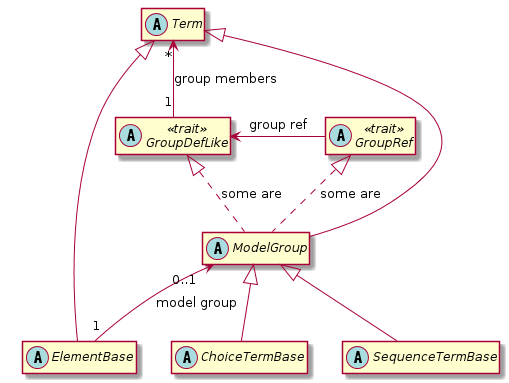 A Term
*
group members
1
A «trait»
GroupDefLike
group ref
A «trait»
GroupRef
some are
some are
A ModelGroup
0..1
model group
1
A ElementBase
A ChoiceTermBase
A SequenceTermBase